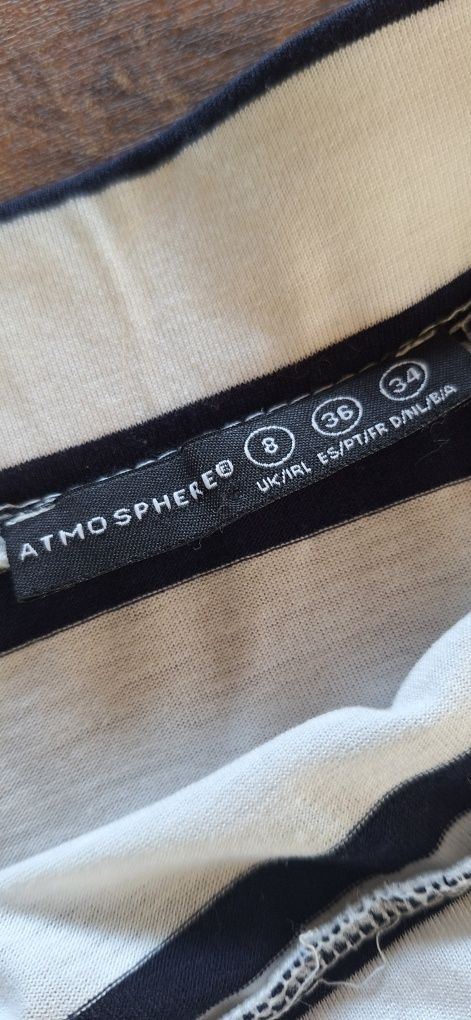 ATMOSPHERE® 8 36 34
UK/IRL ES/PT/FR D/NL/B/A